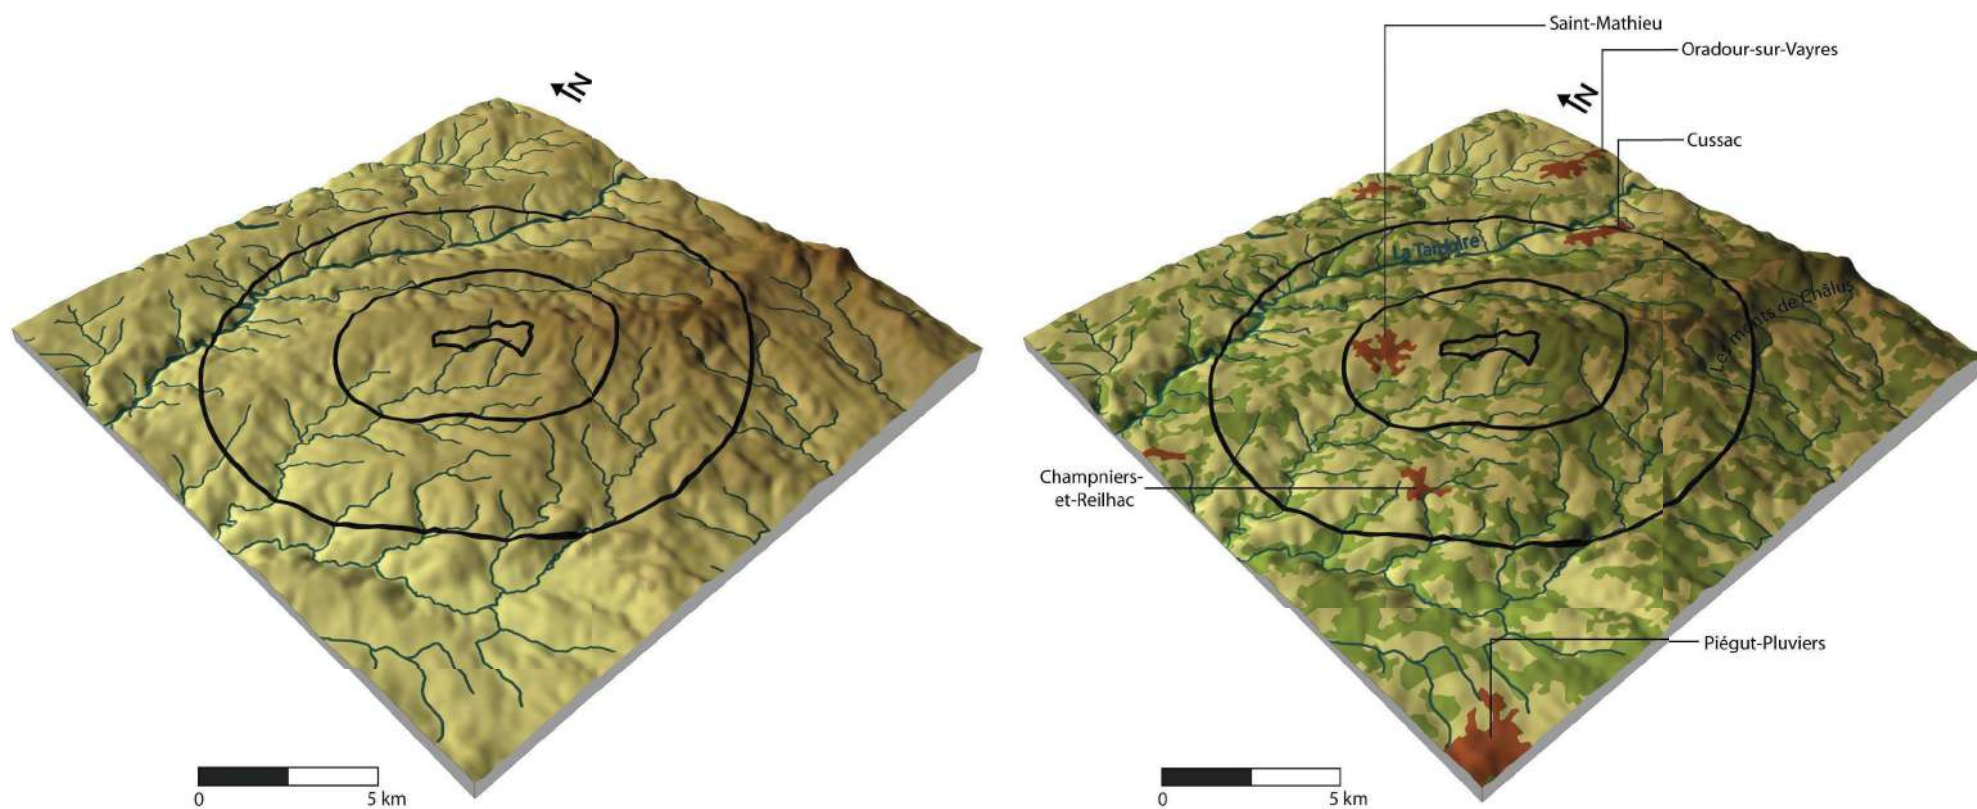 Saint-Mathieu
Oradour-sur-Vayres
N
N
Cussac
La Tardoire
Les monts de Châlus
Champniers-
et-Reilhac
Piégut-Pluviers
0 5 km
0 5 km